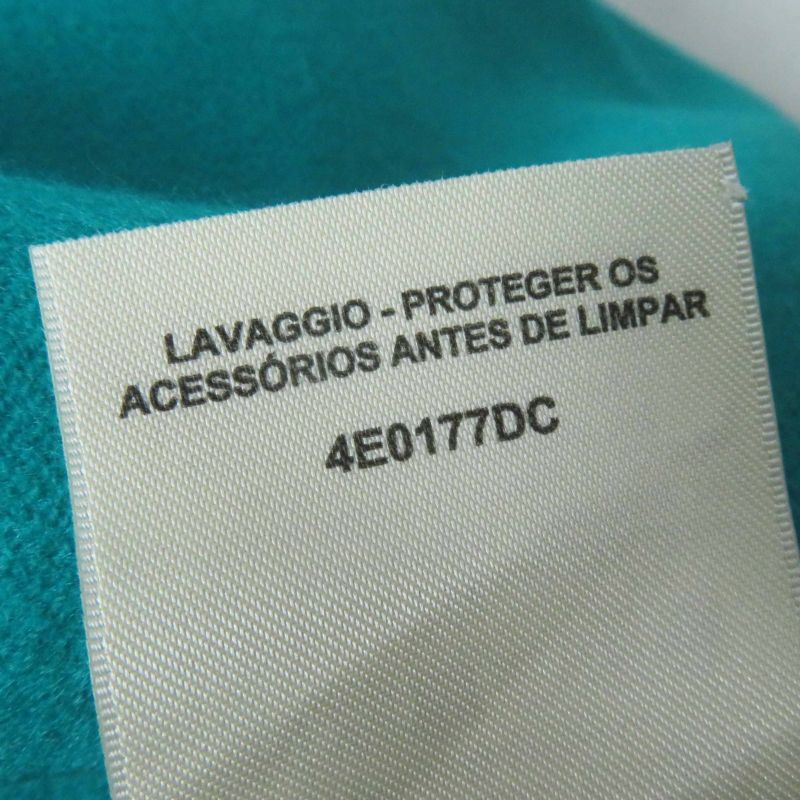 LAVAGGIO - PROTEGER OS
ACESSÓRIOS ANTES DE LIMPAR
4E0177DC